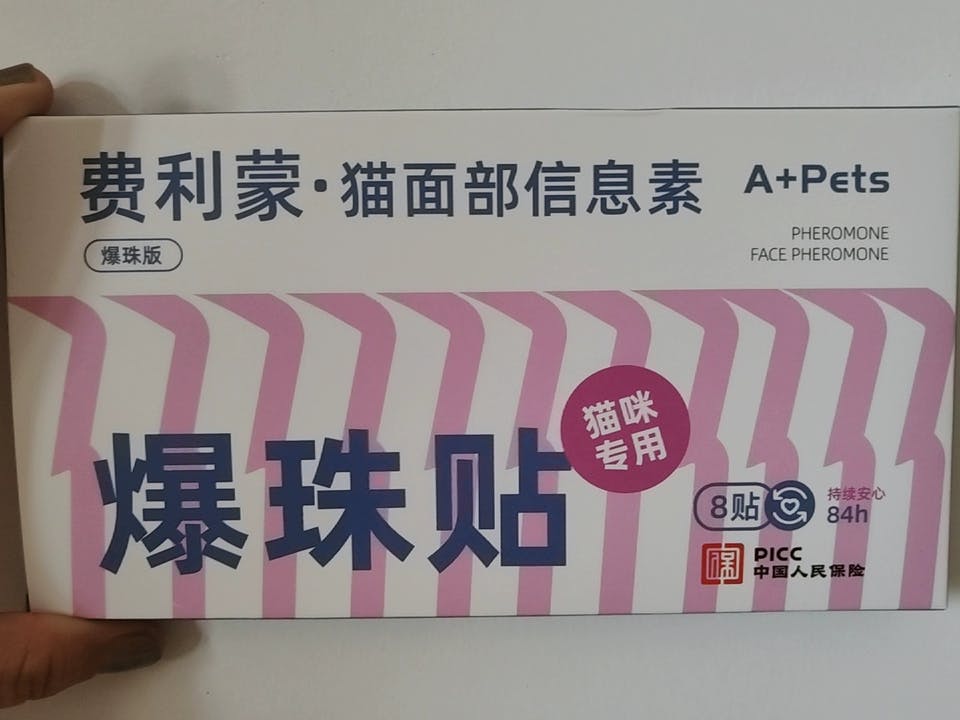 费利蒙·猫面部信息素
A+Pets
爆珠版
PHEROMONE
FACE PHEROMONE
爆珠贴
猫咪
专用
8贴
持续安心
84h
PICC
中国人民保险